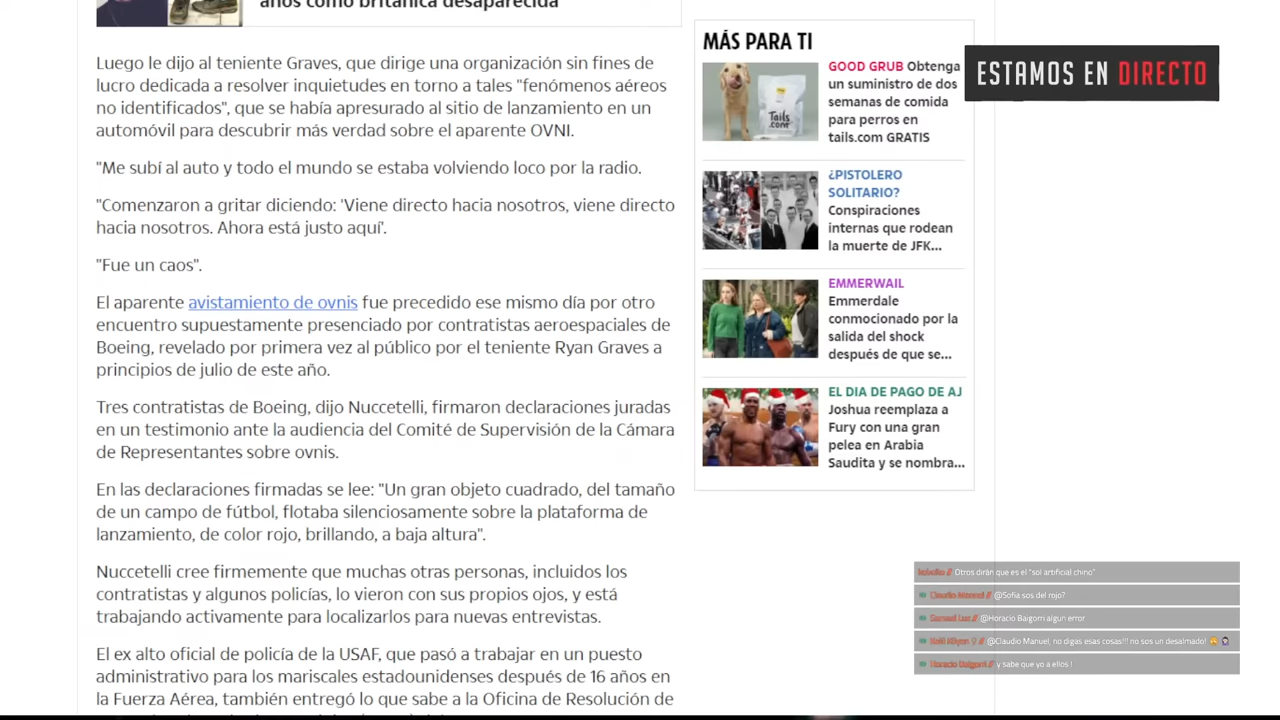 años como británica desaparecida
Luego le dijo al teniente Graves, que dirige una organización sin fines de
lucro dedicada a resolver inquietudes en torno a tales "fenómenos aéreos
no identificados", que se había apresurado al sitio de lanzamiento en un
automóvil para descubrir más verdad sobre el aparente OVNI.
"Me subí al auto y todo el mundo se estaba volviendo loco por la radio.
"Comenzaron a gritar diciendo: 'Viene directo hacia nosotros, viene directo
hacia nosotros. Ahora está justo aquí'.
"Fue un caos".
El aparente avistamiento de ovnis fue precedido ese mismo día por otro
encuentro supuestamente presenciado por contratistas aeroespaciales de
Boeing, revelado por primera vez al público por el teniente Ryan Graves a
principios de julio de este año.
Tres contratistas de Boeing, dijo Nuccetelli, firmaron declaraciones juradas
en un testimonio ante la audiencia del Comité de Supervisión de la Cámara
de Representantes sobre ovnis.
En las declaraciones firmadas se lee: "Un gran objeto cuadrado, del tamaño
de un campo de fútbol, flotaba silenciosamente sobre la plataforma de
lanzamiento, de color rojo, brillando, a baja altura".
Nuccetelli cree firmemente que muchas otras personas, incluidos los
contratistas y algunos policías, lo vieron con sus propios ojos, y está
trabajando activamente para localizarlos para nuevas entrevistas.
El ex alto oficial de policía de la USAF, que pasó a trabajar en un puesto
administrativo para los mariscales estadounidenses después de 16 años en
la Fuerza Aérea, también entregó lo que sabe a la Oficina de Resolución de
MÁS PARA TI
GOOD GRUB Obtenga
un suministro de dos
semanas de comida
para perros en
tails.com GRATIS
Tails
.com
¿PISTOLERO
SOLITARIO?
Conspiraciones
internas que rodean
la muerte de JFK...
EMMERWAIL
Emmerdale
conmocionado por la
salida del shock
después de que se...
EL DIA DE PAGO DE AJ
Joshua reemplaza a
Fury con una gran
pelea en Arabia
Saudita y se nombra...
ESTAMOS EN DIRECTO
// Otros dirán que es el "sol artificial chino"
Claudio Manuel // @Sofia sos del rojo?
// @Horacio Baigorri algun error
// @Claudio Manuel, no digas esas cosas!!! no sos un desalmado!
Horacio Baigorri // y sabe que yo a ellos !